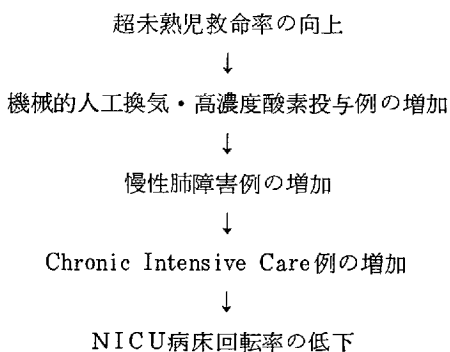 超未熟児救命率の向上
↓
機械的人工換気・高濃度酸素投与例の増加
↓
慢性肺障害例の増加
↓
Chronic Intensive Care例の増加
↓
NICU病床回転率の低下